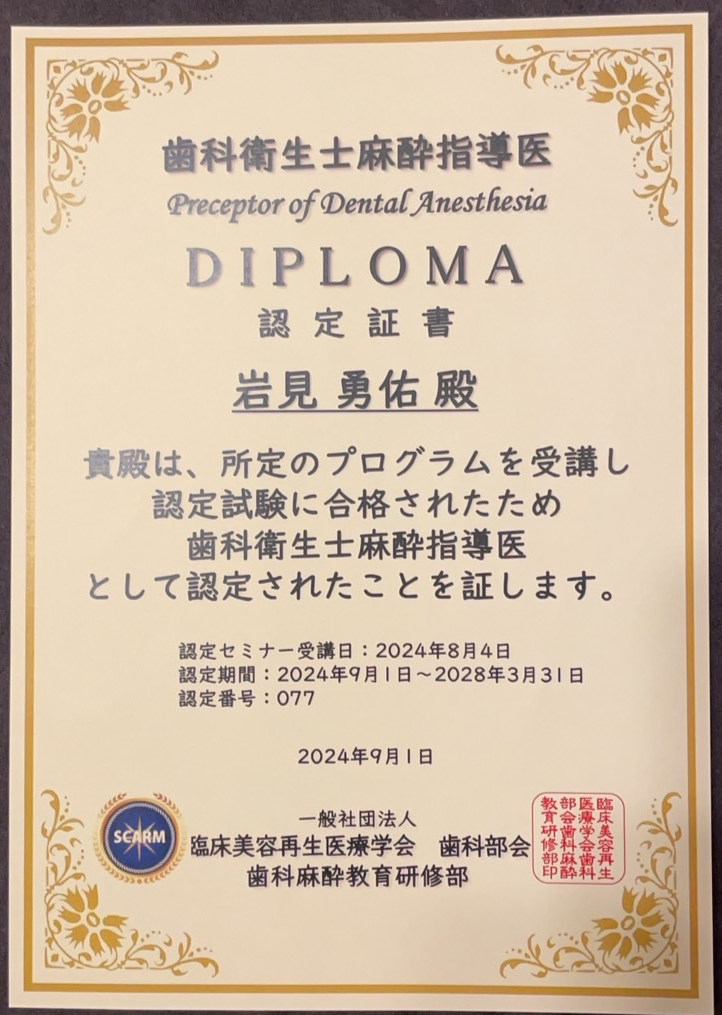 歯科衛生士麻酔指導医
Preceptor of Dental Anesthesia
DIPLOMA
認定証書
岩見 勇佑 殿
貴殿は、所定のプログラムを受講し
認定試験に合格されたため
歯科衛生士麻酔指導医
として認定されたことを証します。
認定セミナー受講日：2024年8月4日
認定期間：2024年9月1日～2028年3月31日
認定番号：077
2024年9月1日
一般社団法人
臨床美容再生医療学会　歯科部会
歯科麻酔教育研修部
SCARM
臨床美容再生
医療学会歯科
部会歯科麻酔
教育研修部印